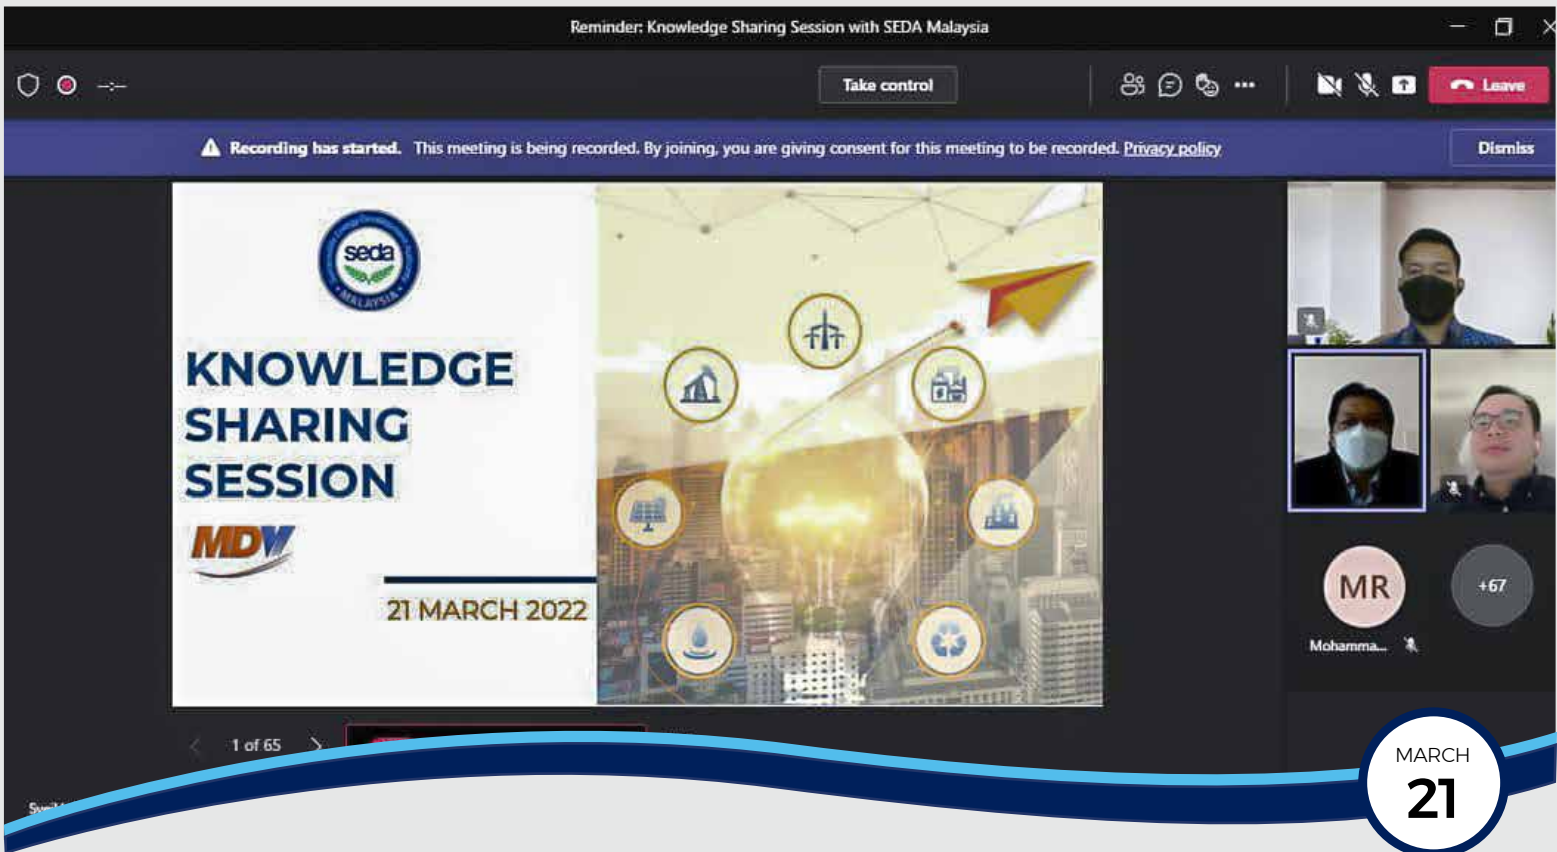 Reminder: Knowledge Sharing Session with SEDA Malaysia
--:--
Take control
Leave
Recording has started. This meeting is being recorded. By joining, you are giving consent for this meeting to be recorded. Privacy policy
Dismiss
seda
MALAYSIA
KNOWLEDGE
SHARING
SESSION
MDV
21 MARCH 2022
MR
+67
Mohamma...
1 of 65
MARCH
21